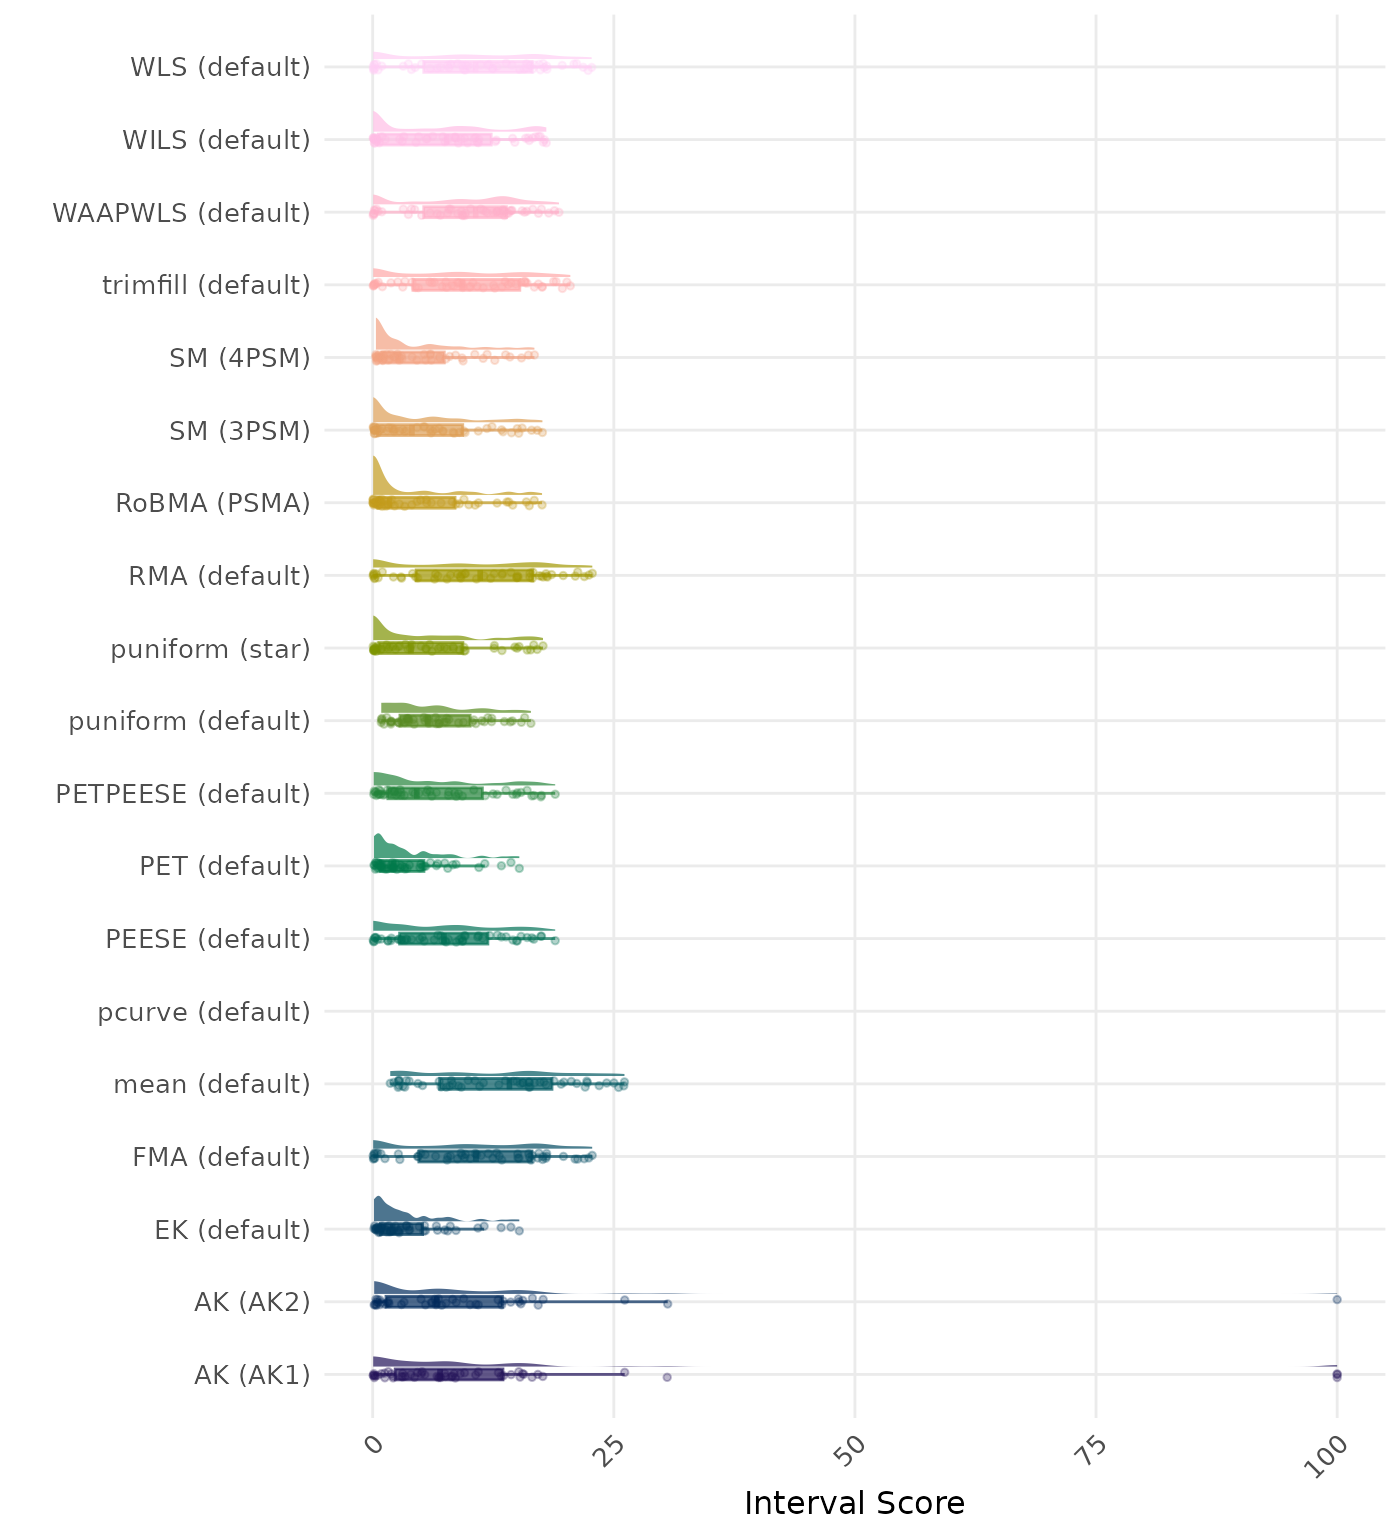 WLS (default)
WILS (default)
WAAPWLS (default)
trimfill (default)
SM (4PSM)
SM (3PSM)
RoBMA (PSMA)
RMA (default)
puniform (star)
puniform (default)
PETPEESE (default)
PET (default)
PEESE (default)
pcurve (default)
mean (default)
FMA (default)
EK (default)
AK (AK2)
AK (AK1)
0 25 50 75 100
Interval Score